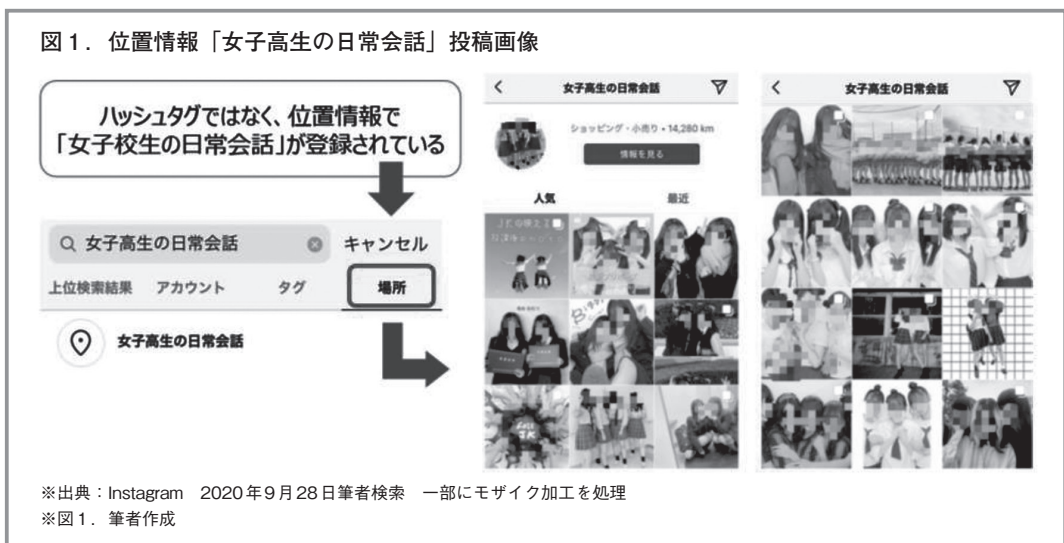 図1. 位置情報「女子高生の日常会話」投稿画像
ハッシュタグではなく、位置情報で
「女子校生の日常会話」が登録されている
女子高生の日常会話
キャンセル
上位検索結果
アカウント
タグ
場所
女子高生の日常会話
女子高生の日常会話
ショッピング・小売り・14,280 km
情報を見る
人気
最近
女子高生の日常会話
※出典：Instagram 2020年9月28日筆者検索 一部にモザイク加工を処理
※図1. 筆者作成